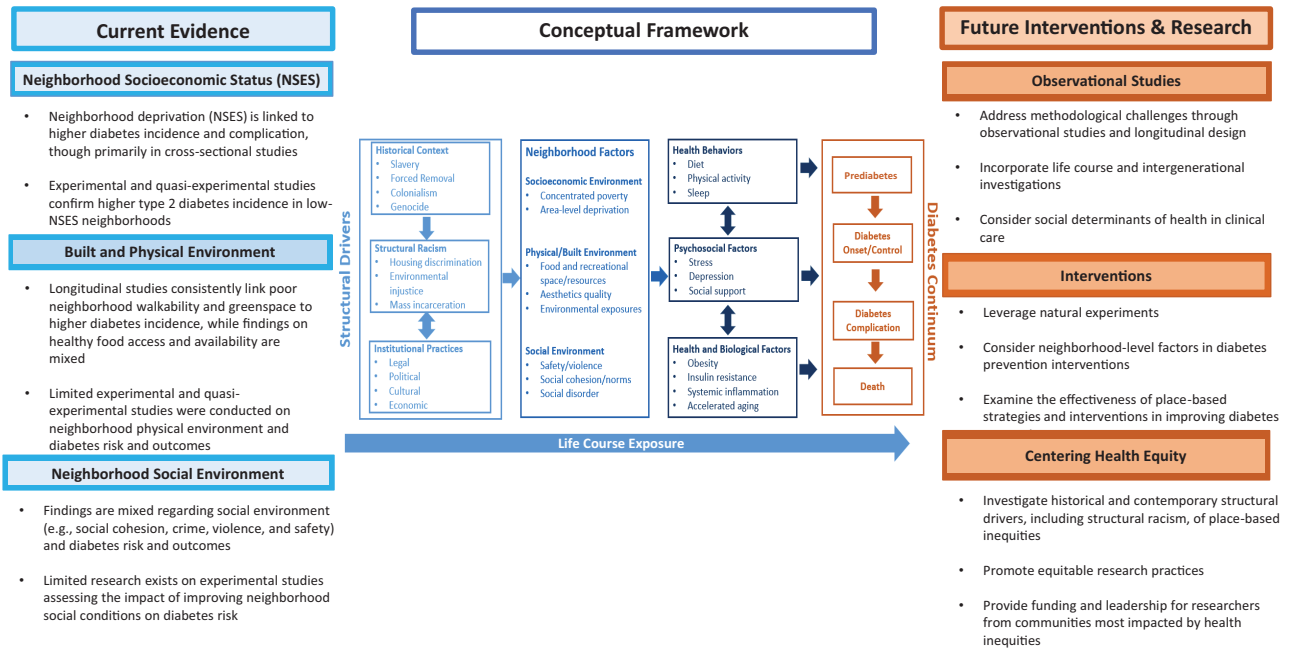 Current Evidence
Neighborhood Socioeconomic Status (NSES)
• Neighborhood deprivation (NSES) is linked to
higher diabetes incidence and complication,
though primarily in cross-sectional studies
• Experimental and quasi-experimental studies
confirm higher type 2 diabetes incidence in low-
NSES neighborhoods
Built and Physical Environment
• Longitudinal studies consistently link poor
neighborhood walkability and greenspace to
higher diabetes incidence, while findings on
healthy food access and availability are
mixed
• Limited experimental and quasi-
experimental studies were conducted on
neighborhood physical environment and
diabetes risk and outcomes
Neighborhood Social Environment
• Findings are mixed regarding social environment
(e.g., social cohesion, crime, violence, and safety)
and diabetes risk and outcomes
• Limited research exists on experimental studies
assessing the impact of improving neighborhood
social conditions on diabetes risk
Conceptual Framework
Structural Drivers
Historical Context
• Slavery
• Forced Removal
• Colonialism
• Genocide
Structural Racism
• Housing discrimination
• Environmental
injustice
• Mass incarceration
Institutional Practices
• Legal
• Political
• Cultural
• Economic
Neighborhood Factors
Socioeconomic Environment
• Concentrated poverty
• Area-level deprivation
Physical/Built Environment
• Food and recreational
space/resources
• Aesthetics quality
• Environmental exposures
Social Environment
• Safety/violence
• Social cohesion/norms
• Social disorder
Health Behaviors
• Diet
• Physical activity
• Sleep
Psychosocial Factors
• Stress
• Depression
• Social support
Health and Biological Factors
• Obesity
• Insulin resistance
• Systemic inflammation
• Accelerated aging
Prediabetes
Diabetes
Onset/Control
Diabetes
Complication
Death
Diabetes Continuum
Life Course Exposure
Future Interventions & Research
Observational Studies
• Address methodological challenges through
observational studies and longitudinal design
• Incorporate life course and intergenerational
investigations
• Consider social determinants of health in clinical
care
Interventions
• Leverage natural experiments
• Consider neighborhood-level factors in diabetes
prevention interventions
• Examine the effectiveness of place-based
strategies and interventions in improving diabetes
Centering Health Equity
• Investigate historical and contemporary structural
drivers, including structural racism, of place-based
inequities
• Promote equitable research practices
• Provide funding and leadership for researchers
from communities most impacted by health
inequities